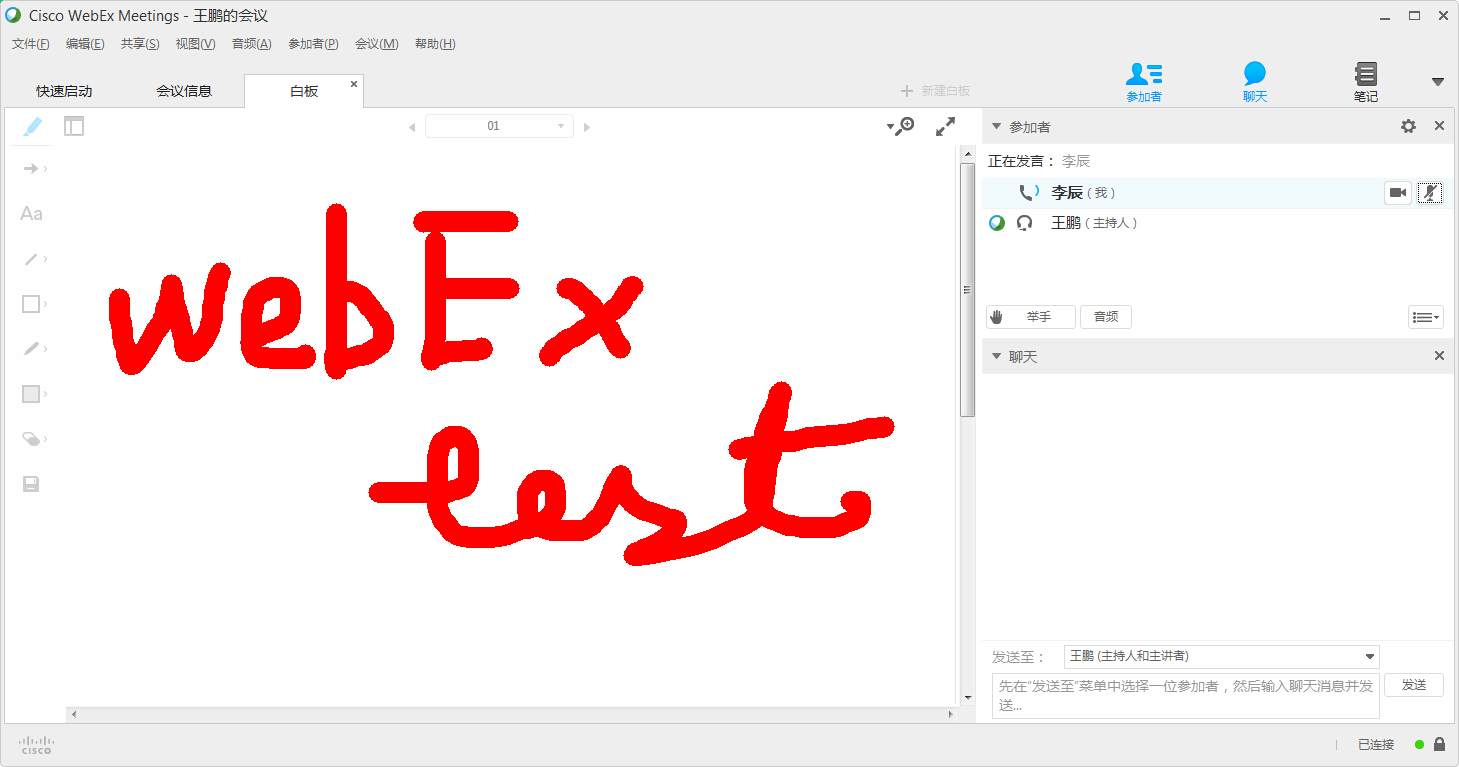 Cisco WebEx Meetings - 王鹏的会议
文件(F) 编辑(E) 共享(S) 视图(V) 音频(A) 参加者(P) 会议(M) 帮助(H)
快速启动 会议信息 白板 新建白板
参加者 聊天 笔记
01
Aa
webEx
test
参加者
正在发言： 李辰
李辰（我）
王鹏（主持人）
举手 音频
聊天
发送至： 王鹏 (主持人和主讲者)
先在"发送至"菜单中选择一位参加者，然后输入聊天消息并发
送...
发送
CISCO
已连接